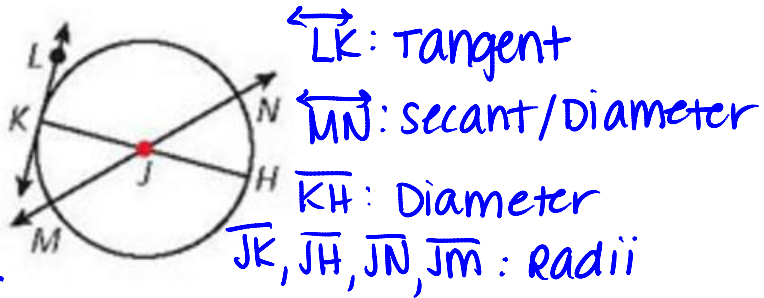 L
K
N
J
H
M
LK: Tangent
MN: Secant/Diameter
KH: Diameter
JK, JH, JN, JM: Radii